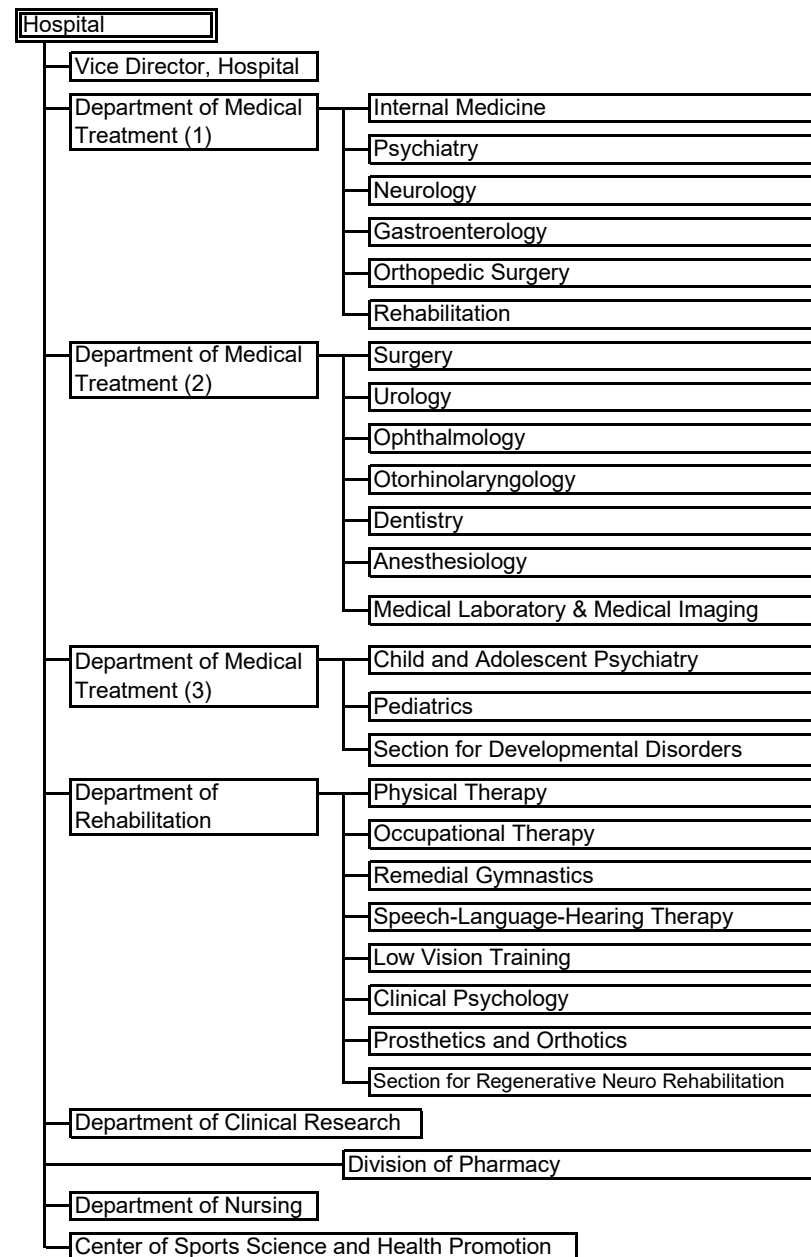 Hospital
Vice Director, Hospital
Department of Medical
Treatment (1)
Internal Medicine
Psychiatry
Neurology
Gastroenterology
Orthopedic Surgery
Rehabilitation
Department of Medical
Treatment (2)
Surgery
Urology
Ophthalmology
Otorhinolaryngology
Dentistry
Anesthesiology
Medical Laboratory & Medical Imaging
Department of Medical
Treatment (3)
Child and Adolescent Psychiatry
Pediatrics
Section for Developmental Disorders
Department of
Rehabilitation
Physical Therapy
Occupational Therapy
Remedial Gymnastics
Speech-Language-Hearing Therapy
Low Vision Training
Clinical Psychology
Prosthetics and Orthotics
Section for Regenerative Neuro Rehabilitation
Department of Clinical Research
Division of Pharmacy
Department of Nursing
Center of Sports Science and Health Promotion